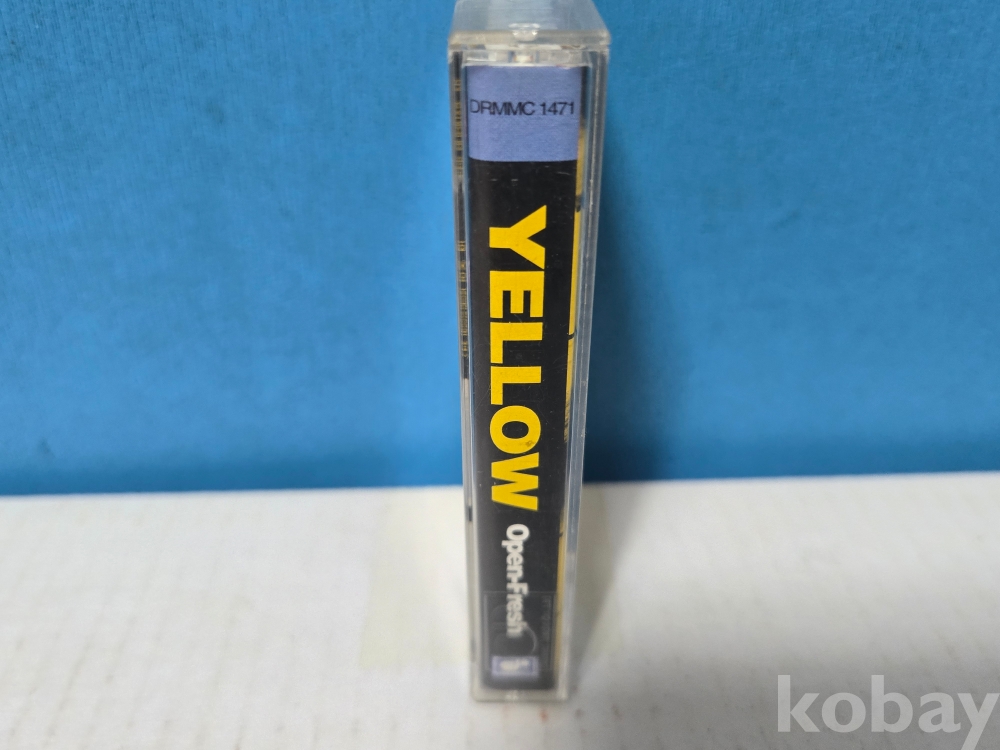 DRMMC 1471
YELLOW
Open-Fresh
kobay